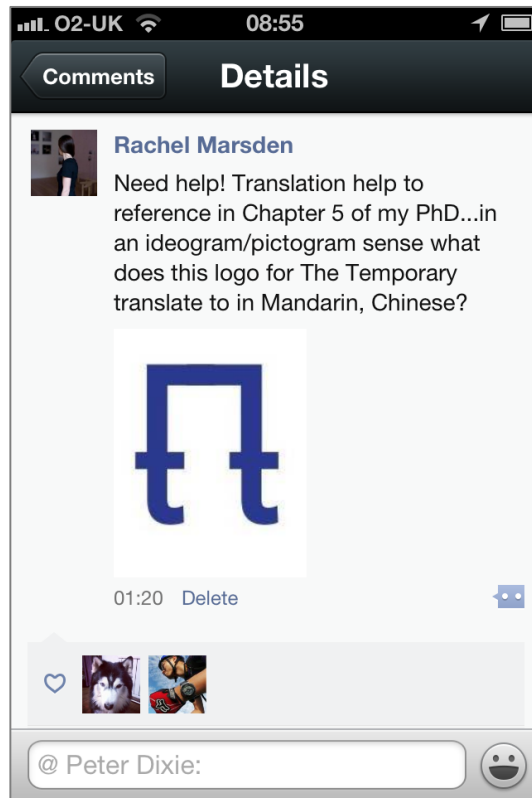 O2-UK 08:55
Comments Details
Rachel Marsden
Need help! Translation help to
reference in Chapter 5 of my PhD...in
an ideogram/pictogram sense what
does this logo for The Temporary
translate to in Mandarin, Chinese?
tt
01:20 Delete
@ Peter Dixie: